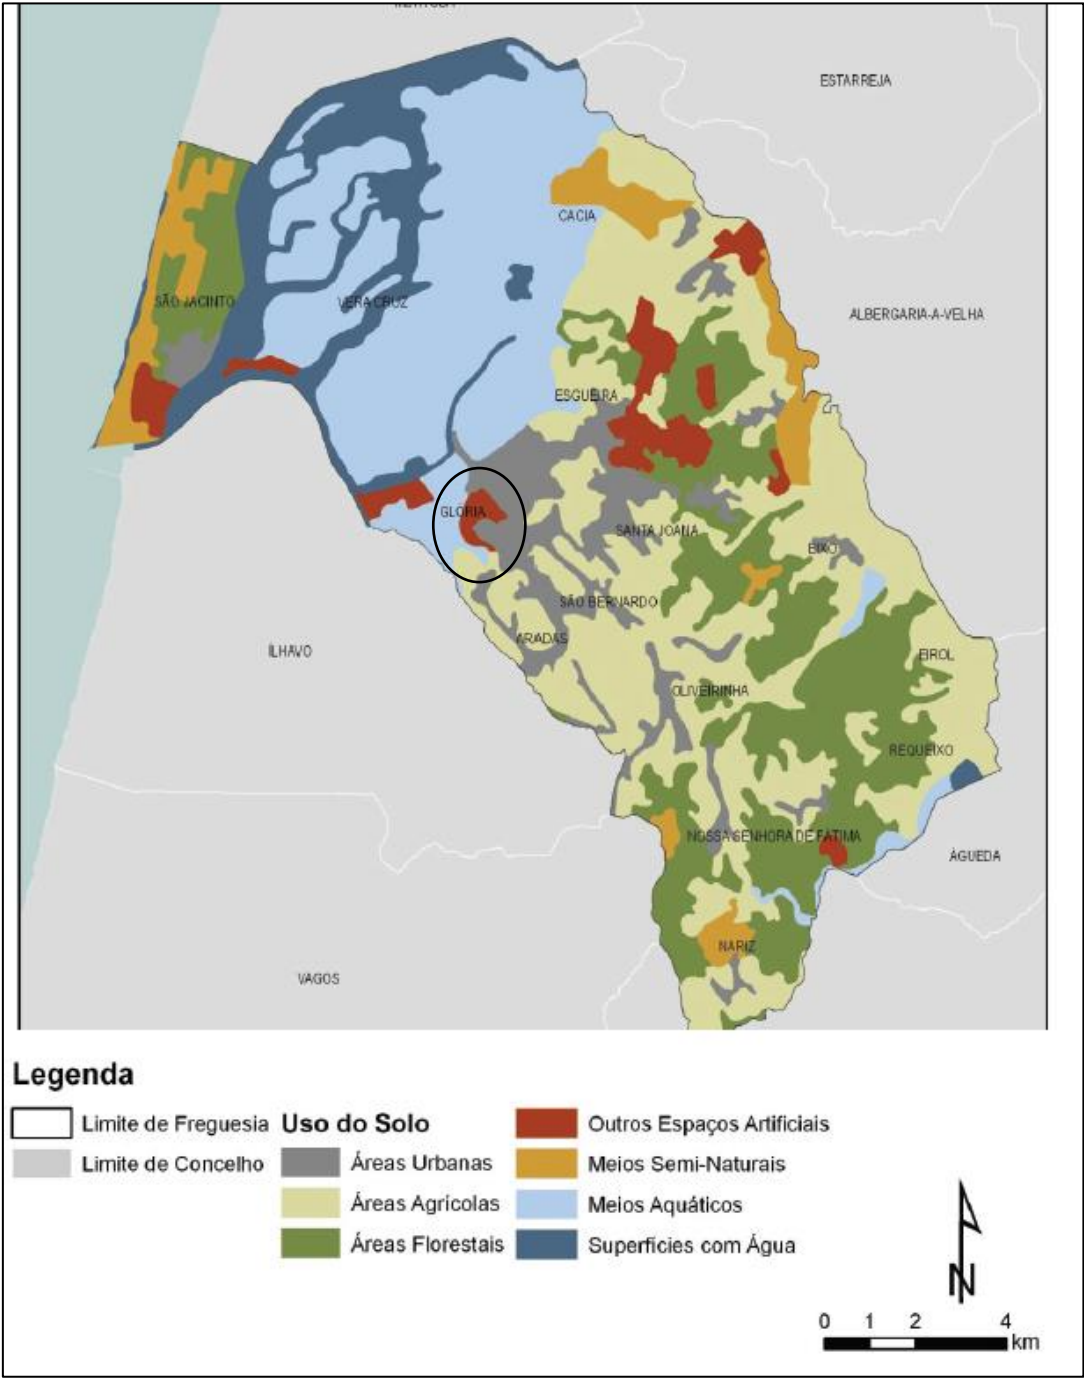 ESTARREJA
CACIA
SÃO JACINTO
VERA CRUZ
ALBERGARIA-A-VELHA
ESGUEIRA
GLÓRIA
SANTA JOANA
EIXO
SÃO BERNARDO
ARADAS
ÍLHAVO
EIROL
OLIVEIRINHA
REQUEIXO
NOSSA SENHORA DE FÁTIMA
ÁGUEDA
NARIZ
VAGOS
Legenda
Limite de Freguesia
Limite de Concelho
Uso do Solo
Áreas Urbanas
Áreas Agrícolas
Áreas Florestais
Outros Espaços Artificiais
Meios Semi-Naturais
Meios Aquáticos
Superfícies com Água
N
0 1 2 4
km